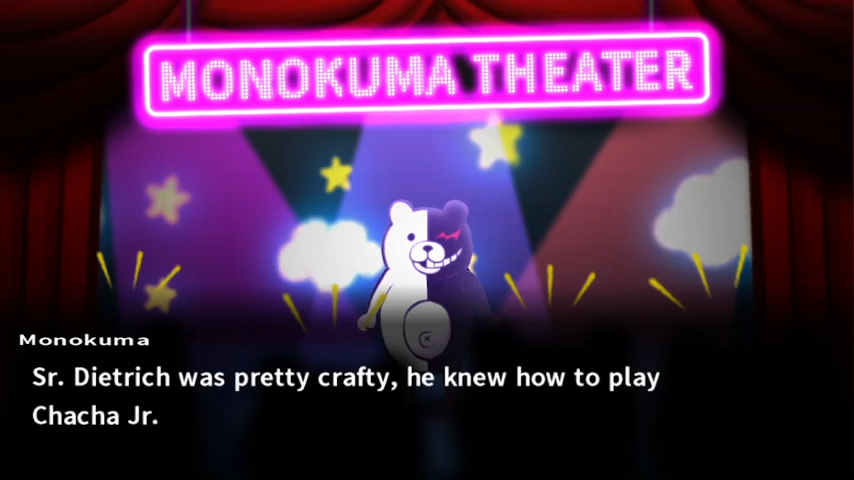 MONOKUMA THEATER
Monokuma
Sr. Dietrich was pretty crafty, he knew how to play
Chacha Jr.